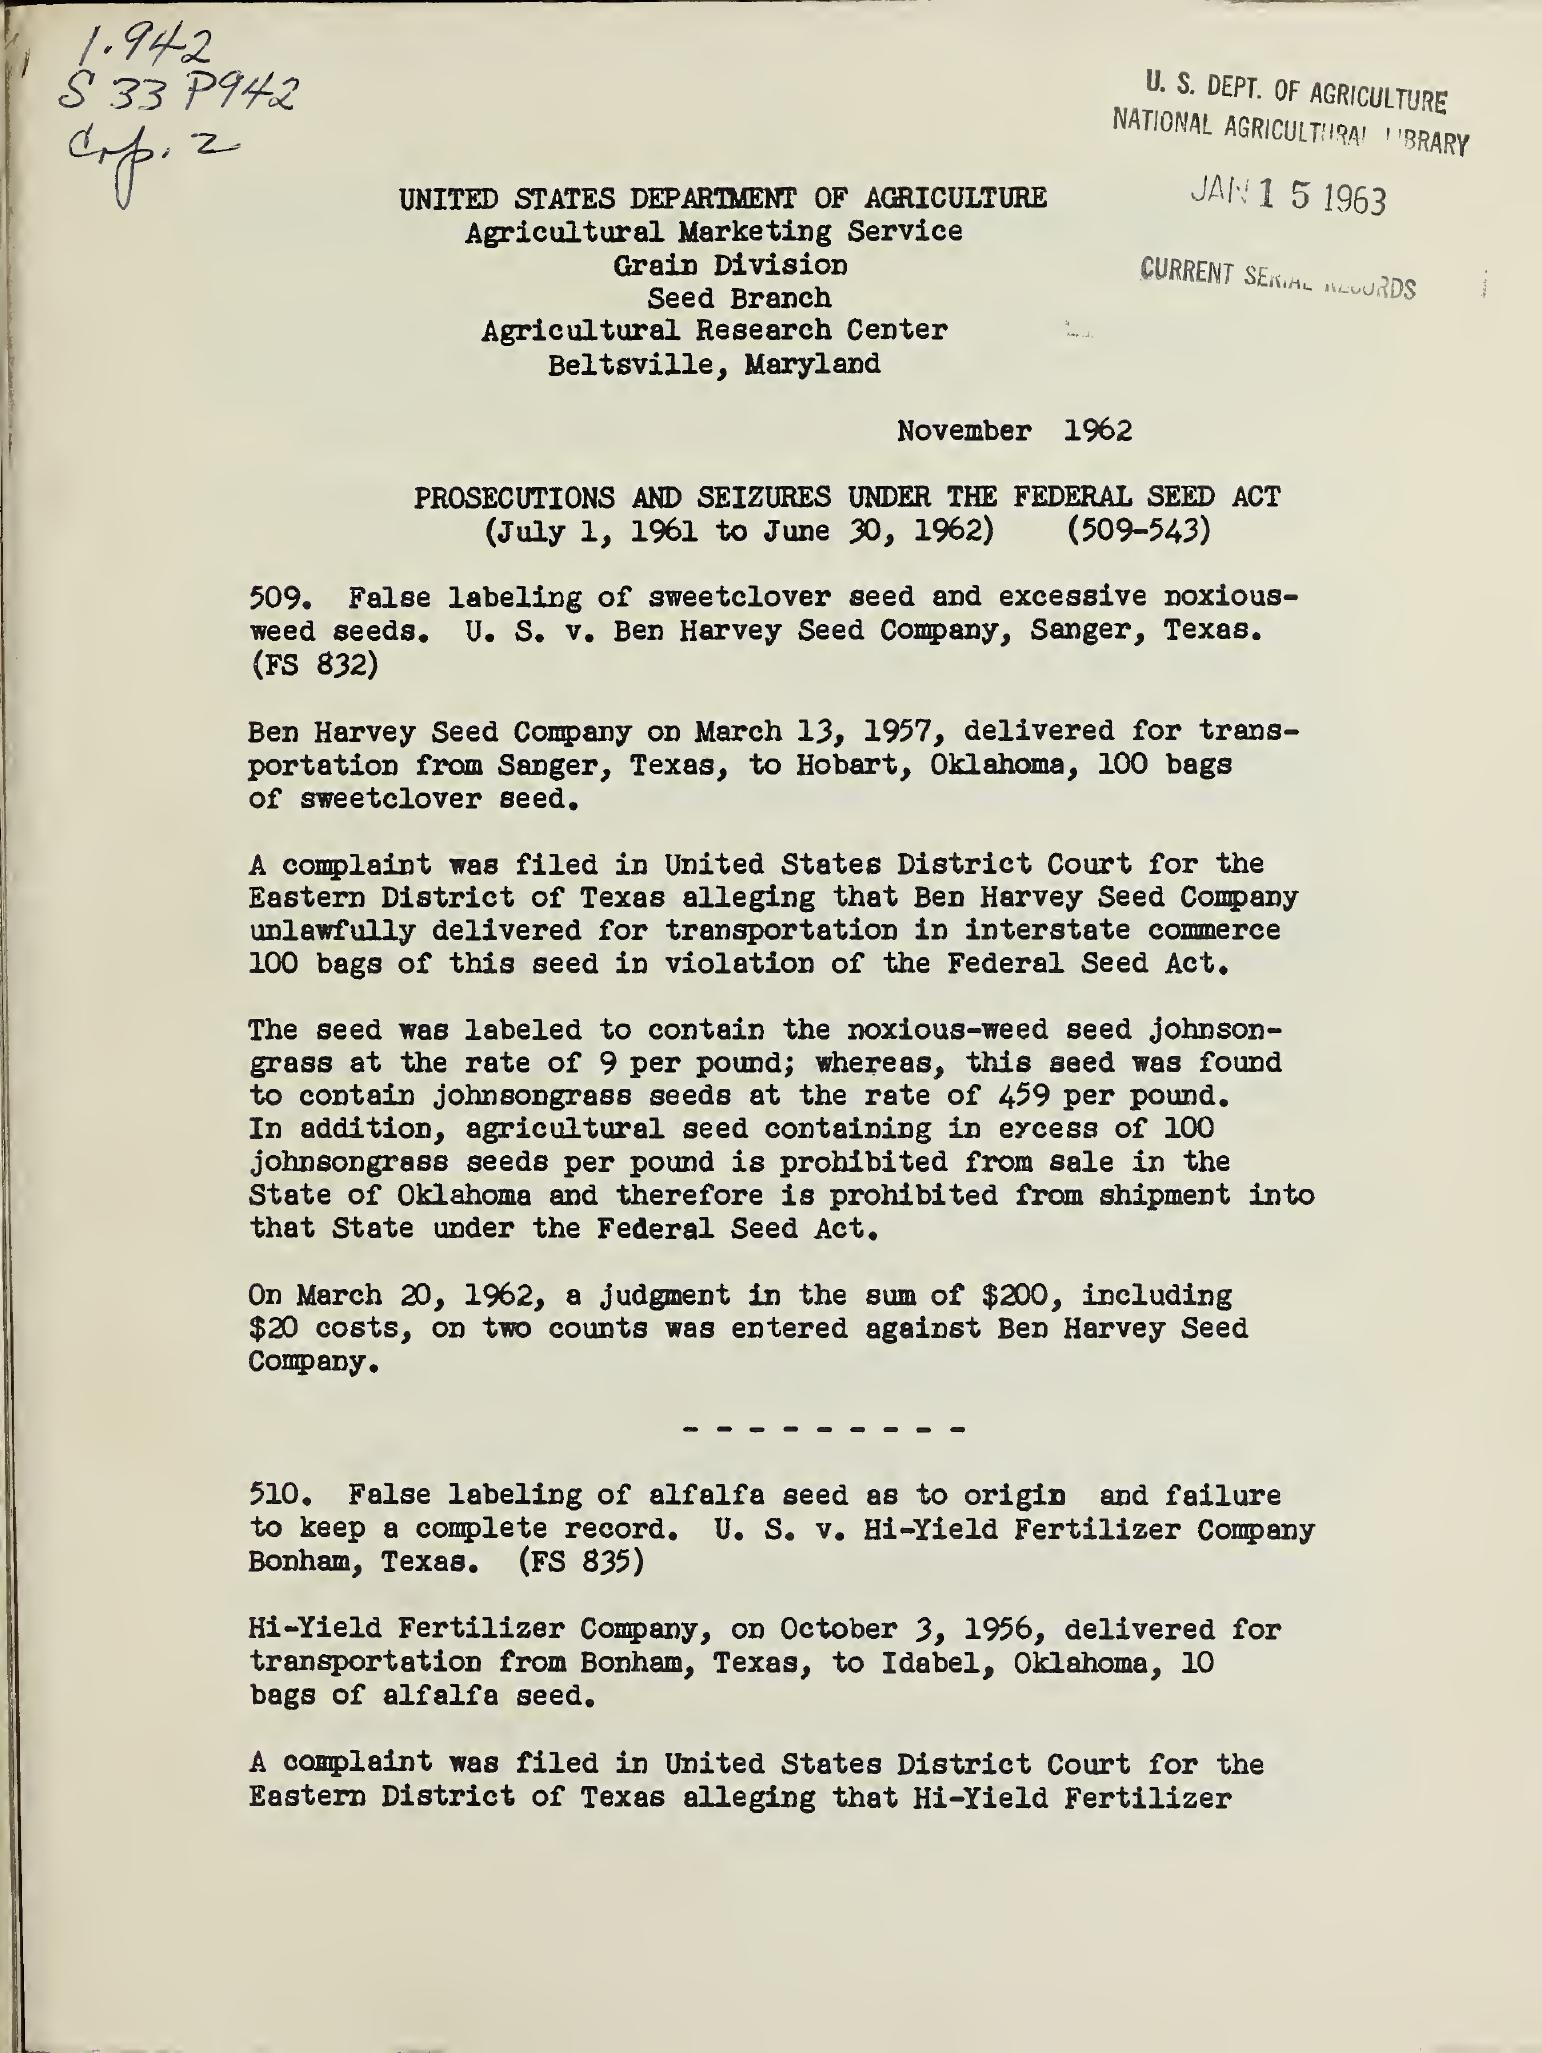 1.942
S 33 P942
Cop. 2
U. S. DEPT. OF AGRICULTURE
NATIONAL AGRICULTURAL LIBRARY
JAN 15 1963
CURRENT SERIAL RECORDS
UNITED STATES DEPARTMENT OF AGRICULTURE
Agricultural Marketing Service
Grain Division
Seed Branch
Agricultural Research Center
Beltsville, Maryland
November 1962
PROSECUTIONS AND SEIZURES UNDER THE FEDERAL SEED ACT
(July 1, 1961 to June 30, 1962) (509-543)
509. False labeling of sweetclover seed and excessive noxious-
weed seeds. U. S. v. Ben Harvey Seed Company, Sanger, Texas.
(FS 832)
Ben Harvey Seed Company on March 13, 1957, delivered for trans-
portation from Sanger, Texas, to Hobart, Oklahoma, 100 bags
of sweetclover seed.
A complaint was filed in United States District Court for the
Eastern District of Texas alleging that Ben Harvey Seed Company
unlawfully delivered for transportation in interstate commerce
100 bags of this seed in violation of the Federal Seed Act.
The seed was labeled to contain the noxious-weed seed johnson-
grass at the rate of 9 per pound; whereas, this seed was found
to contain johnsongrass seeds at the rate of 459 per pound.
In addition, agricultural seed containing in excess of 100
johnsongrass seeds per pound is prohibited from sale in the
State of Oklahoma and therefore is prohibited from shipment into
that State under the Federal Seed Act.
On March 20, 1962, a judgment in the sum of $200, including
$20 costs, on two counts was entered against Ben Harvey Seed
Company.
- - - - - - - - -
510. False labeling of alfalfa seed as to origin and failure
to keep a complete record. U. S. v. Hi-Yield Fertilizer Company
Bonham, Texas. (FS 835)
Hi-Yield Fertilizer Company, on October 3, 1956, delivered for
transportation from Bonham, Texas, to Idabel, Oklahoma, 10
bags of alfalfa seed.
A complaint was filed in United States District Court for the
Eastern District of Texas alleging that Hi-Yield Fertilizer